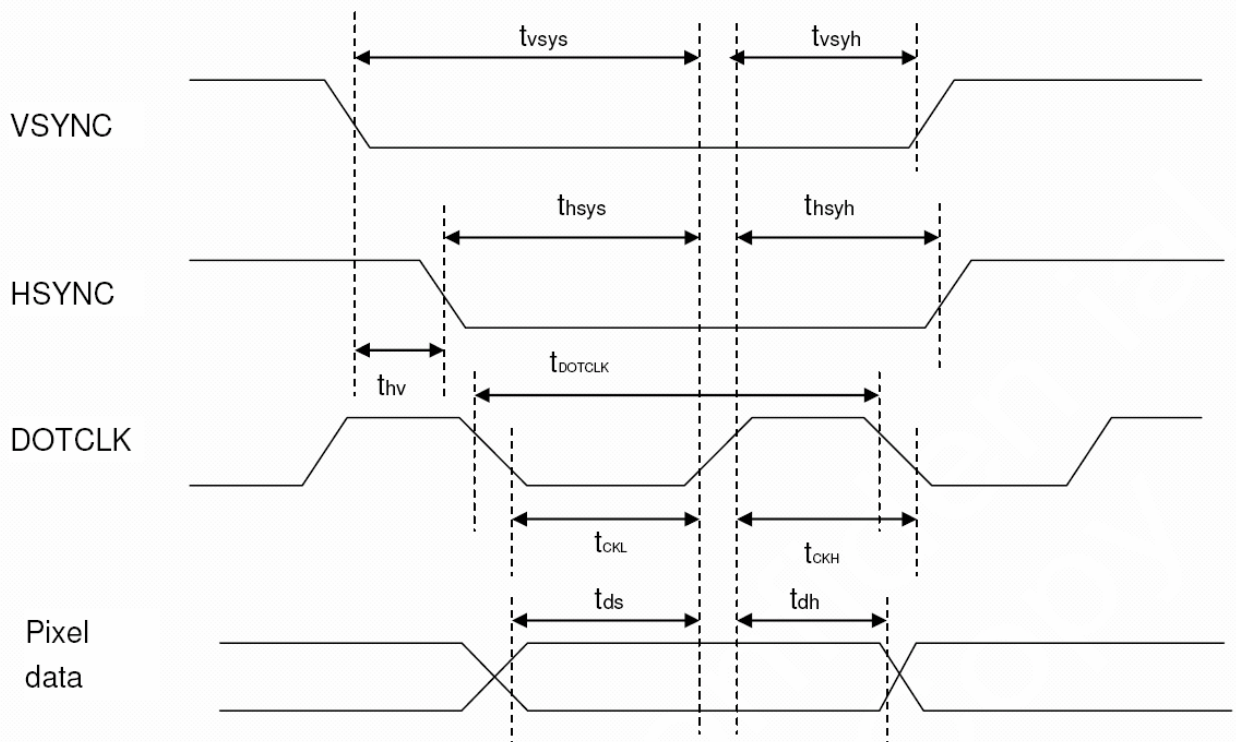 tvsys
tvsyh
VSYNC
thsys
thsyh
HSYNC
thv
tDOTCLK
DOTCLK
tCKL
tCKH
tds
tdh
Pixel
data